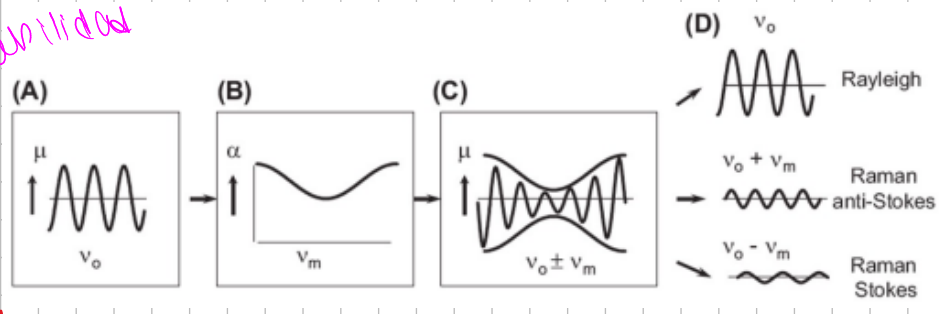 (A)
μ
ν₀
(B)
α
νₘ
(C)
μ
ν₀ ± νₘ
(D)
ν₀
Rayleigh
ν₀ + νₘ
Raman
anti-Stokes
ν₀ - νₘ
Raman
Stokes